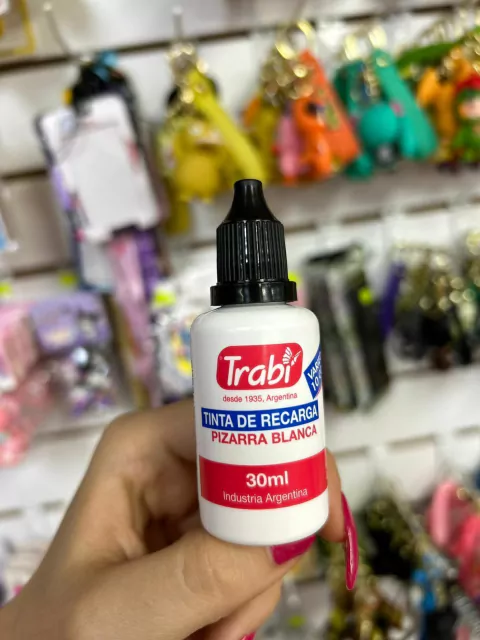 Trabi
desde 1935, Argentina
TINTA DE RECARGA
PIZARRA BLANCA
30ml
Industria Argentina